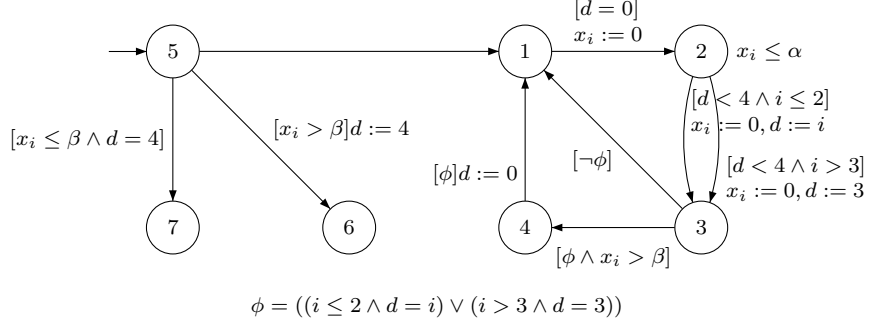 [d = 0]
x_i := 0
5
1
2
x_i ≤ α
[d < 4 ∧ i ≤ 2]
x_i := 0, d := i
[x_i ≤ β ∧ d = 4]
[x_i > β]d := 4
[¬ϕ]
[d < 4 ∧ i > 3]
x_i := 0, d := 3
[ϕ]d := 0
7
6
4
3
[ϕ ∧ x_i > β]
ϕ = ((i ≤ 2 ∧ d = i) ∨ (i > 3 ∧ d = 3))